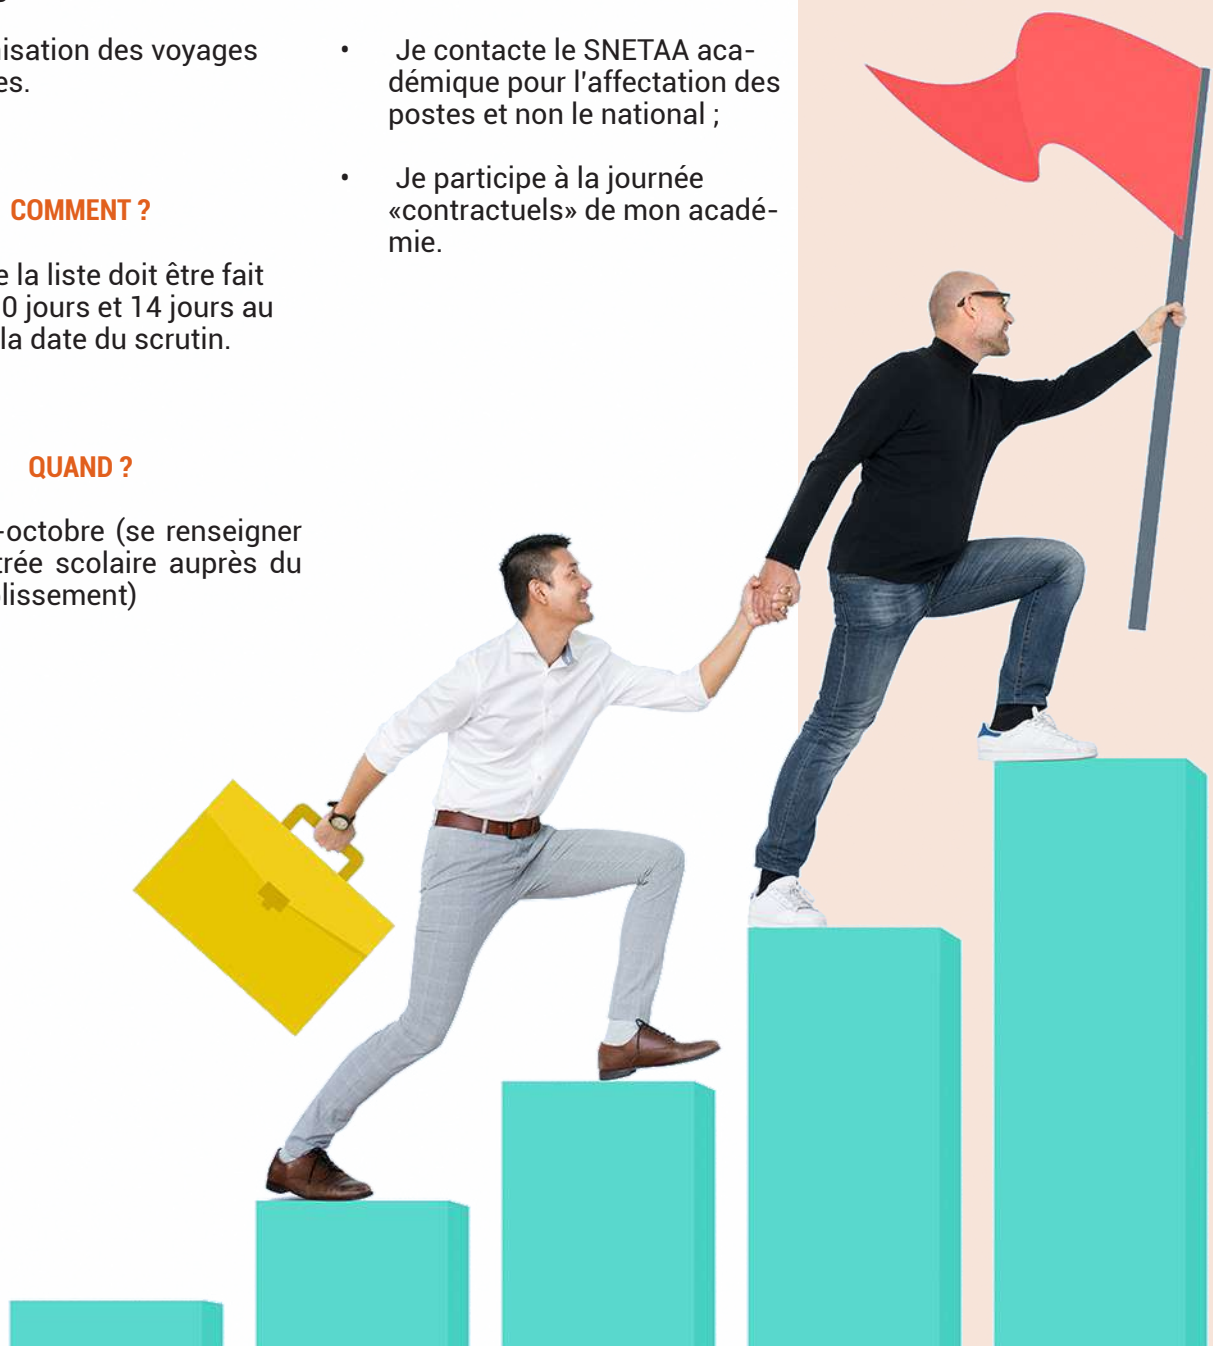 nisation des voyages
es.
COMMENT ?
e la liste doit être fait
0 jours et 14 jours au
la date du scrutin.
QUAND ?
-octobre (se renseigner
trée scolaire auprès du
lissement)
• Je contacte le SNETAA aca-
démique pour l'affectation des
postes et non le national ;
• Je participe à la journée
«contractuels» de mon acadé-
mie.